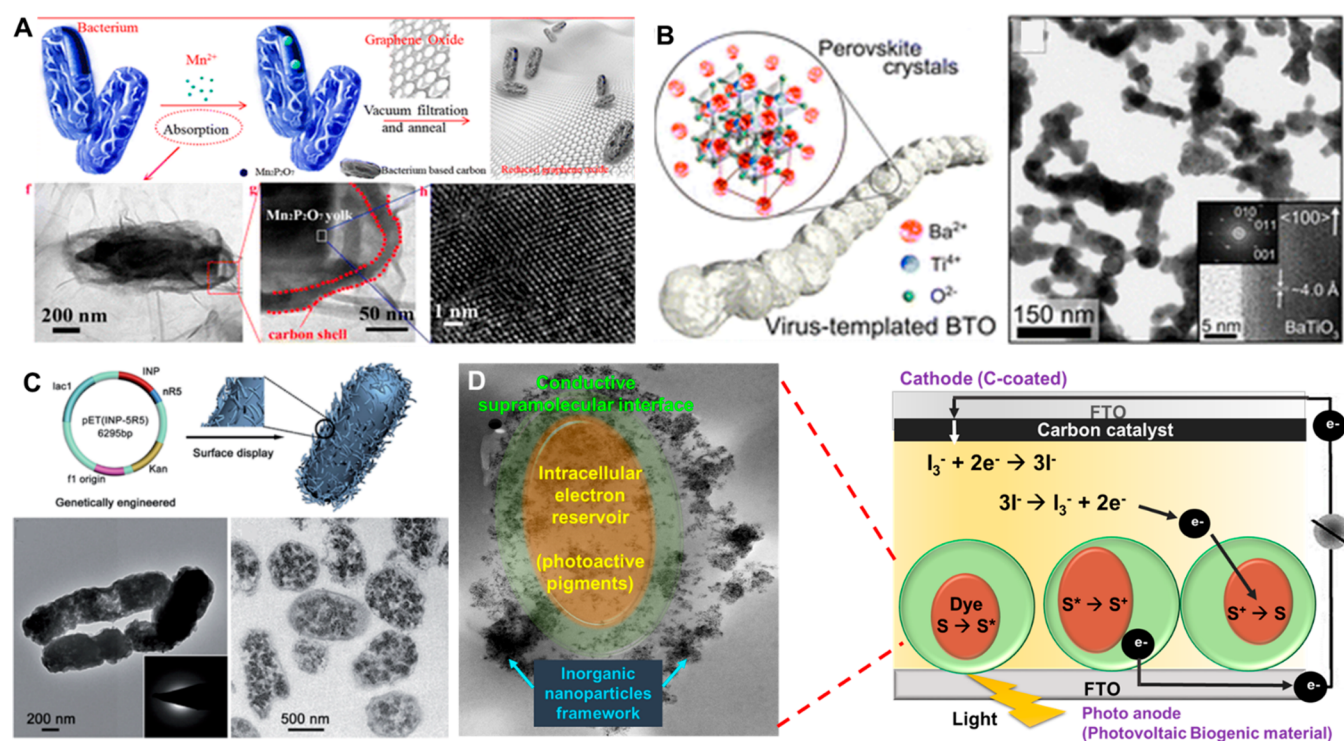 A
Bacterium
Mn²⁺
Absorption
Graphene Oxide
Vacuum filtration
and anneal
Mn₂P₂O₇
Bacterium based carbon
Reduced graphene oxide
f
200 nm
g
Mn₂P₂O₇ yolk
50 nm
carbon shell
h
1 nm
B
Perovskite
crystals
Ba²⁺
Ti⁴⁺
O²⁻
Virus-templated BTO
150 nm
010
011
001
<100>
~4.0 Å
5 nm
BaTiO₃
C
lac1
INP
nR5
pET(INP-5R5)
6295bp
Kan
f1 origin
Genetically engineered
Surface display
200 nm
500 nm
D
Conductive
supramolecular interface
Intracellular
electron
reservoir
(photoactive
pigments)
Inorganic
nanoparticles
framework
Cathode (C-coated)
FTO
Carbon catalyst
I₃⁻ + 2e⁻ → 3I⁻
3I⁻ → I₃⁻ + 2e⁻
e-
e-
Dye
S → S*
S* → S⁺
S⁺ → S
e-
e-
FTO
Light
Photo anode
(Photovoltaic Biogenic material)